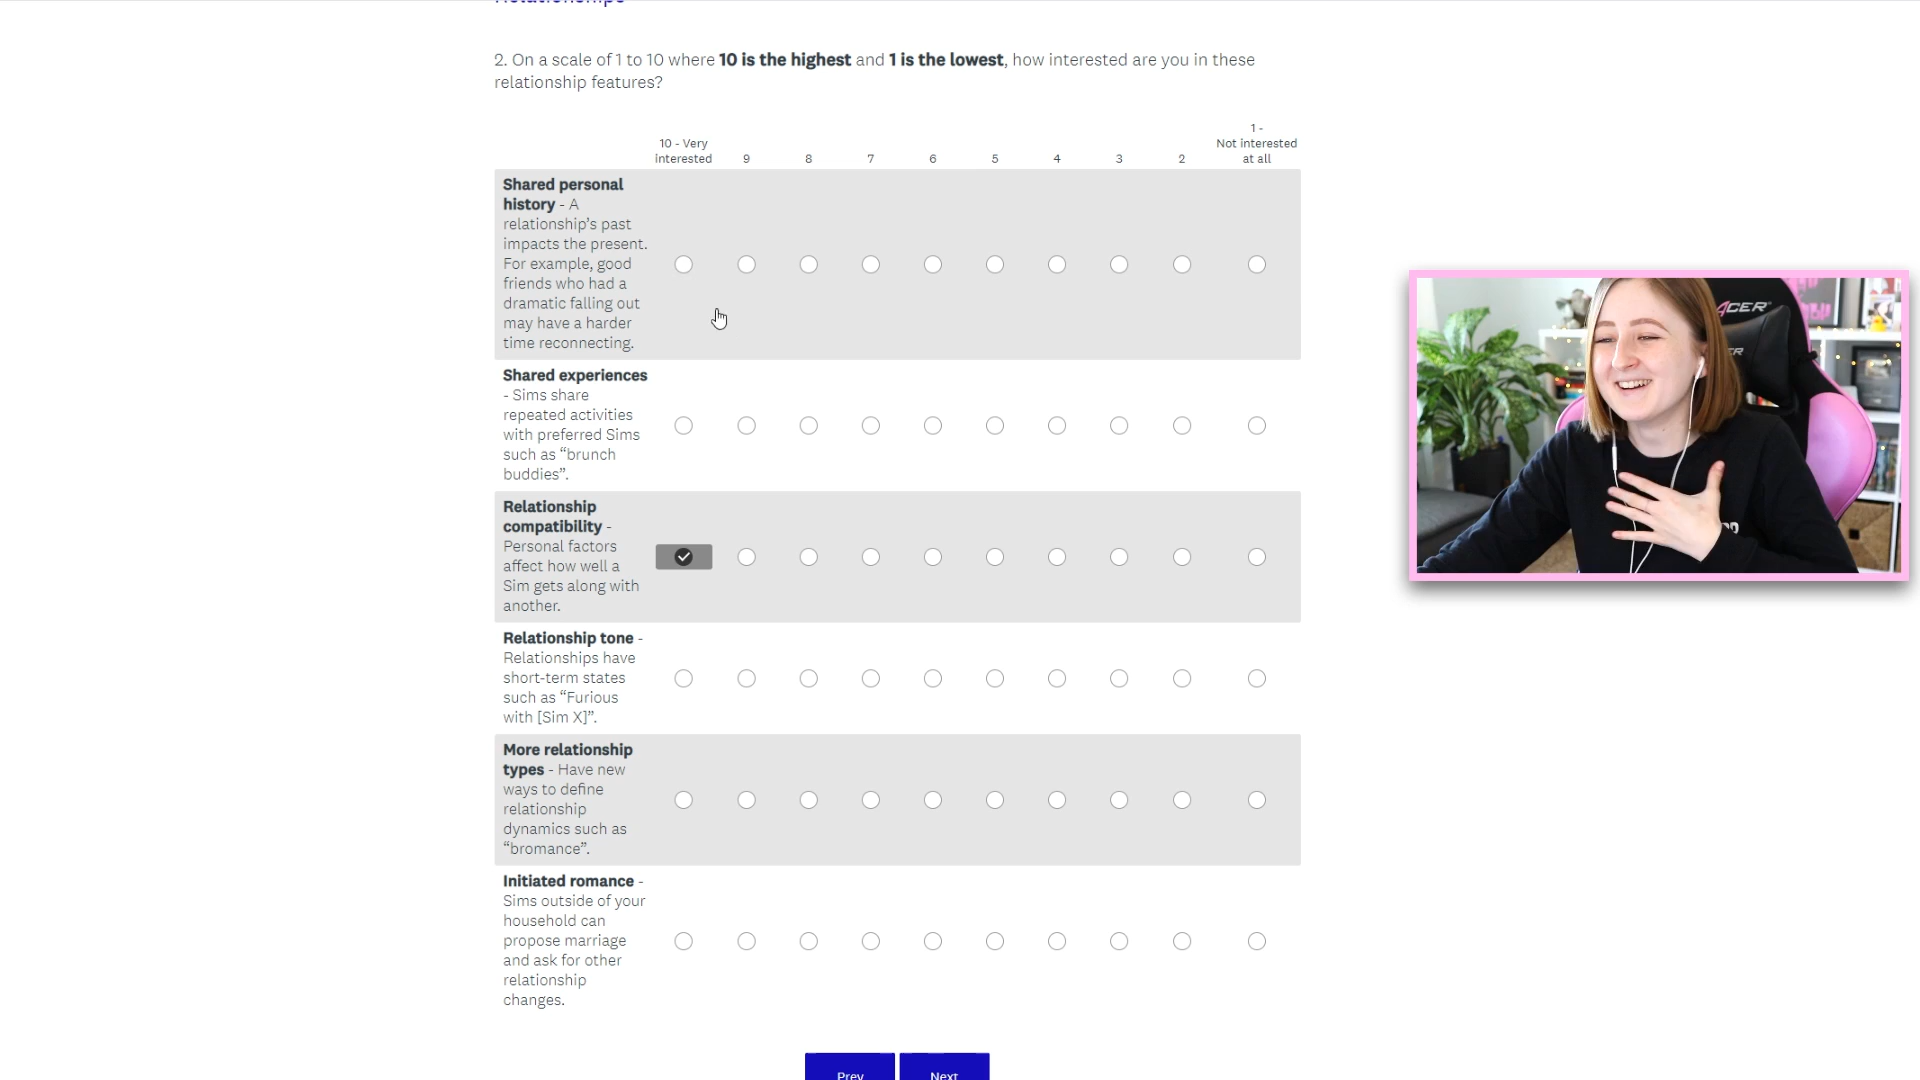 Relationships
2. On a scale of 1 to 10 where 10 is the highest and 1 is the lowest, how interested are you in these
relationship features?
10 - Very
interested
9
8
7
6
5
4
3
2
1 -
Not interested
at all
Shared personal
history - A
relationship's past
impacts the present.
For example, good
friends who had a
dramatic falling out
may have a harder
time reconnecting.
Shared experiences
- Sims share
repeated activities
with preferred Sims
such as “brunch
buddies”.
Relationship
compatibility -
Personal factors
affect how well a
Sim gets along with
another.
Relationship tone -
Relationships have
short-term states
such as “Furious
with [Sim X]”.
More relationship
types - Have new
ways to define
relationship
dynamics such as
“bromance”.
Initiated romance -
Sims outside of your
household can
propose marriage
and ask for other
relationship
changes.
Prev
Next
ACER